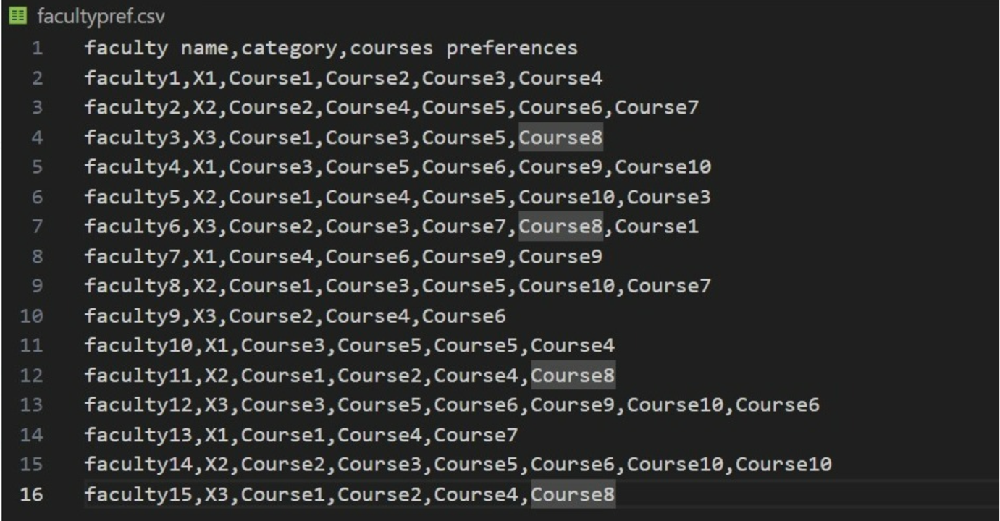 facultypref.csv
1 faculty name,category,courses preferences
2 faculty1,X1,Course1,Course2,Course3,Course4
3 faculty2,X2,Course2,Course4,Course5,Course6,Course7
4 faculty3,X3,Course1,Course3,Course5,Course8
5 faculty4,X1,Course3,Course5,Course6,Course9,Course10
6 faculty5,X2,Course1,Course4,Course5,Course10,Course3
7 faculty6,X3,Course2,Course3,Course7,Course8,Course1
8 faculty7,X1,Course4,Course6,Course9,Course9
9 faculty8,X2,Course1,Course3,Course5,Course10,Course7
10 faculty9,X3,Course2,Course4,Course6
11 faculty10,X1,Course3,Course5,Course5,Course4
12 faculty11,X2,Course1,Course2,Course4,Course8
13 faculty12,X3,Course3,Course5,Course6,Course9,Course10,Course6
14 faculty13,X1,Course1,Course4,Course7
15 faculty14,X2,Course2,Course3,Course5,Course6,Course10,Course10
16 faculty15,X3,Course1,Course2,Course4,Course8